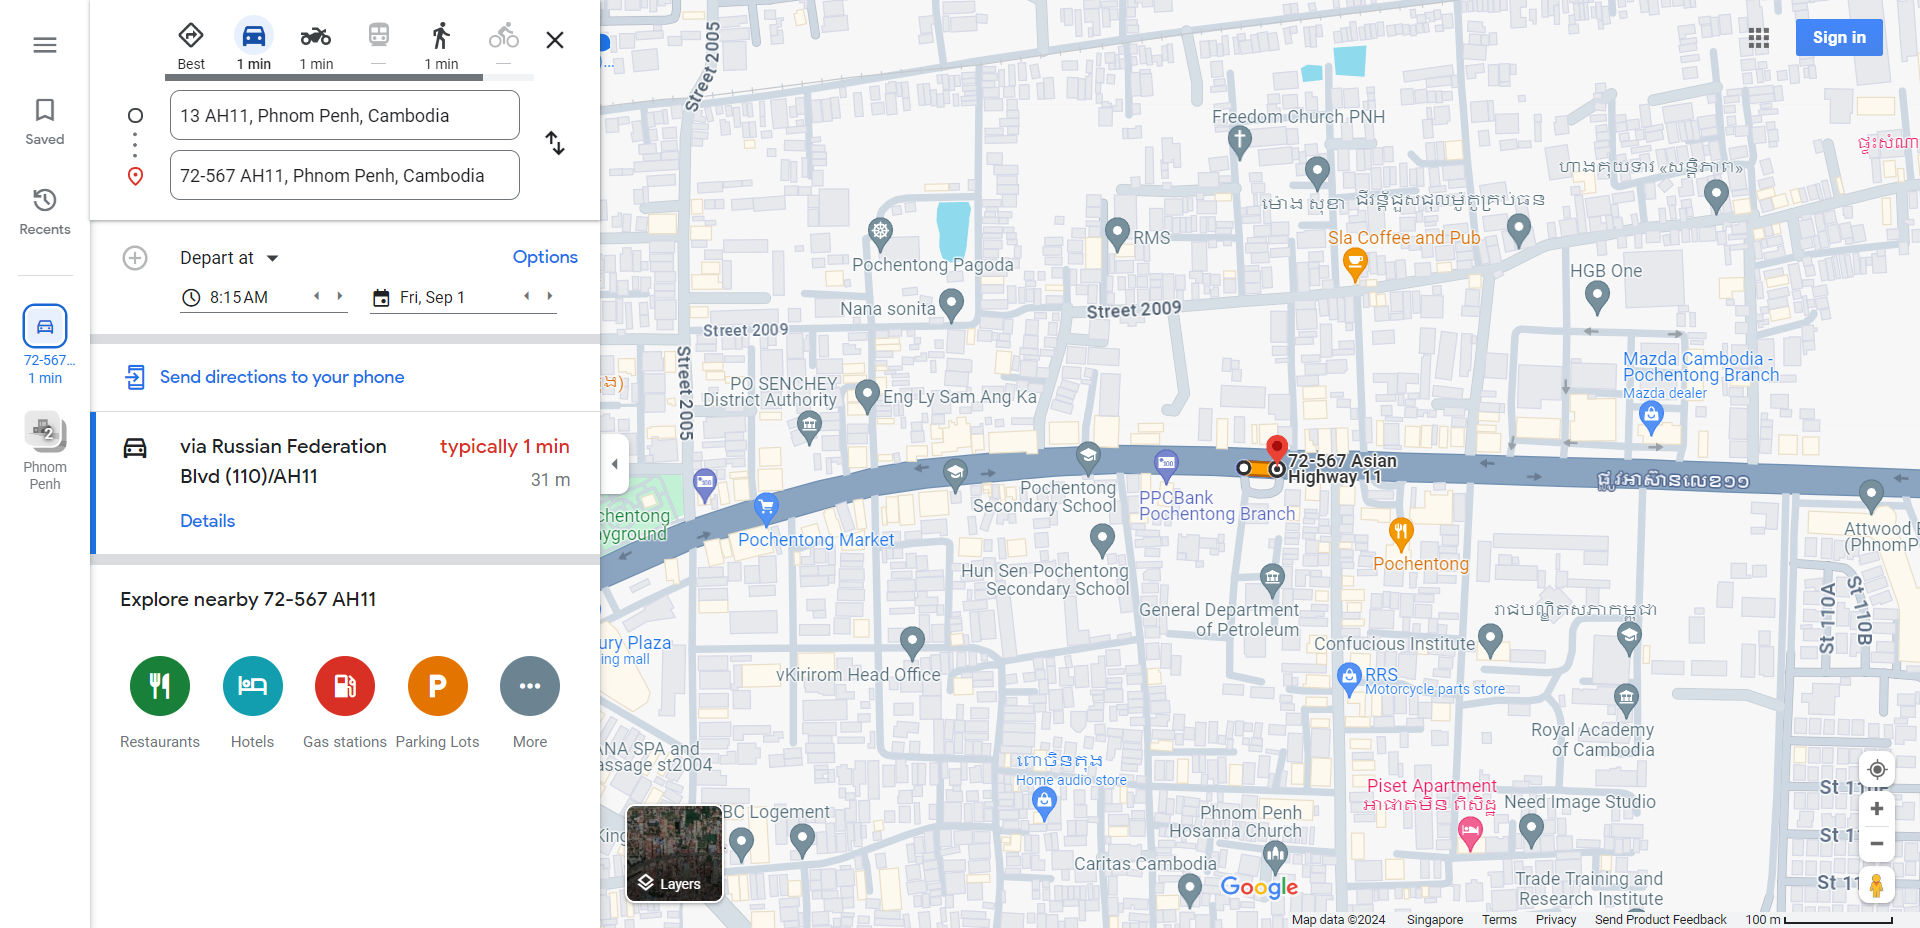 Saved
Recents
72-567...
1 min
2
Phnom
Penh
Best
1 min
1 min
—
1 min
—
13 AH11, Phnom Penh, Cambodia
72-567 AH11, Phnom Penh, Cambodia
Depart at
Options
8:15 AM
Fri, Sep 1
Send directions to your phone
via Russian Federation
Blvd (110)/AH11
typically 1 min
31 m
Details
Explore nearby 72-567 AH11
Restaurants
Hotels
Gas stations
P
Parking Lots
More
Sign in
Street 2005
Freedom Church PNH
ហាងគុយទាវ «សន្តិភាព»
ម៉ោង សុខា
ជីវន្តជួសជុលម៉ូតូគ្រប់ធុន
ផ្ទះសំណា
RMS
Sla Coffee and Pub
Pochentong Pagoda
HGB One
Nana sonita
Street 2009
Street 2009
Street 2005
Mazda Cambodia -
Pochentong Branch
Mazda dealer
PO SENCHEY
District Authority
Eng Ly Sam Ang Ka
72-567 Asian
Highway 11
ផ្លូវអាស៊ានលេខ១១
Pochentong
Secondary School
PPCBank
Pochentong Branch
chentong
yground
Pochentong Market
Attwood
(PhnomP
Pochentong
Hun Sen Pochentong
Secondary School
General Department
of Petroleum
រាជបណ្ឌិតសភាកម្ពុជា
St 110A
St 110B
Confucious Institute
ury Plaza
ing mall
vKirirom Head Office
RRS
Motorcycle parts store
Royal Academy
of Cambodia
ANA SPA and
assage st2004
ពោចិនតុង
Home audio store
Piset Apartment
អាផាតមិន ពិសិដ្ឋ
Need Image Studio
BC Logement
Phnom Penh
Hosanna Church
King
Caritas Cambodia
Trade Training and
Research Institute
St 11
St 1
St 11
Layers
Google
Map data ©2024
Singapore
Terms
Privacy
Send Product Feedback
100 m